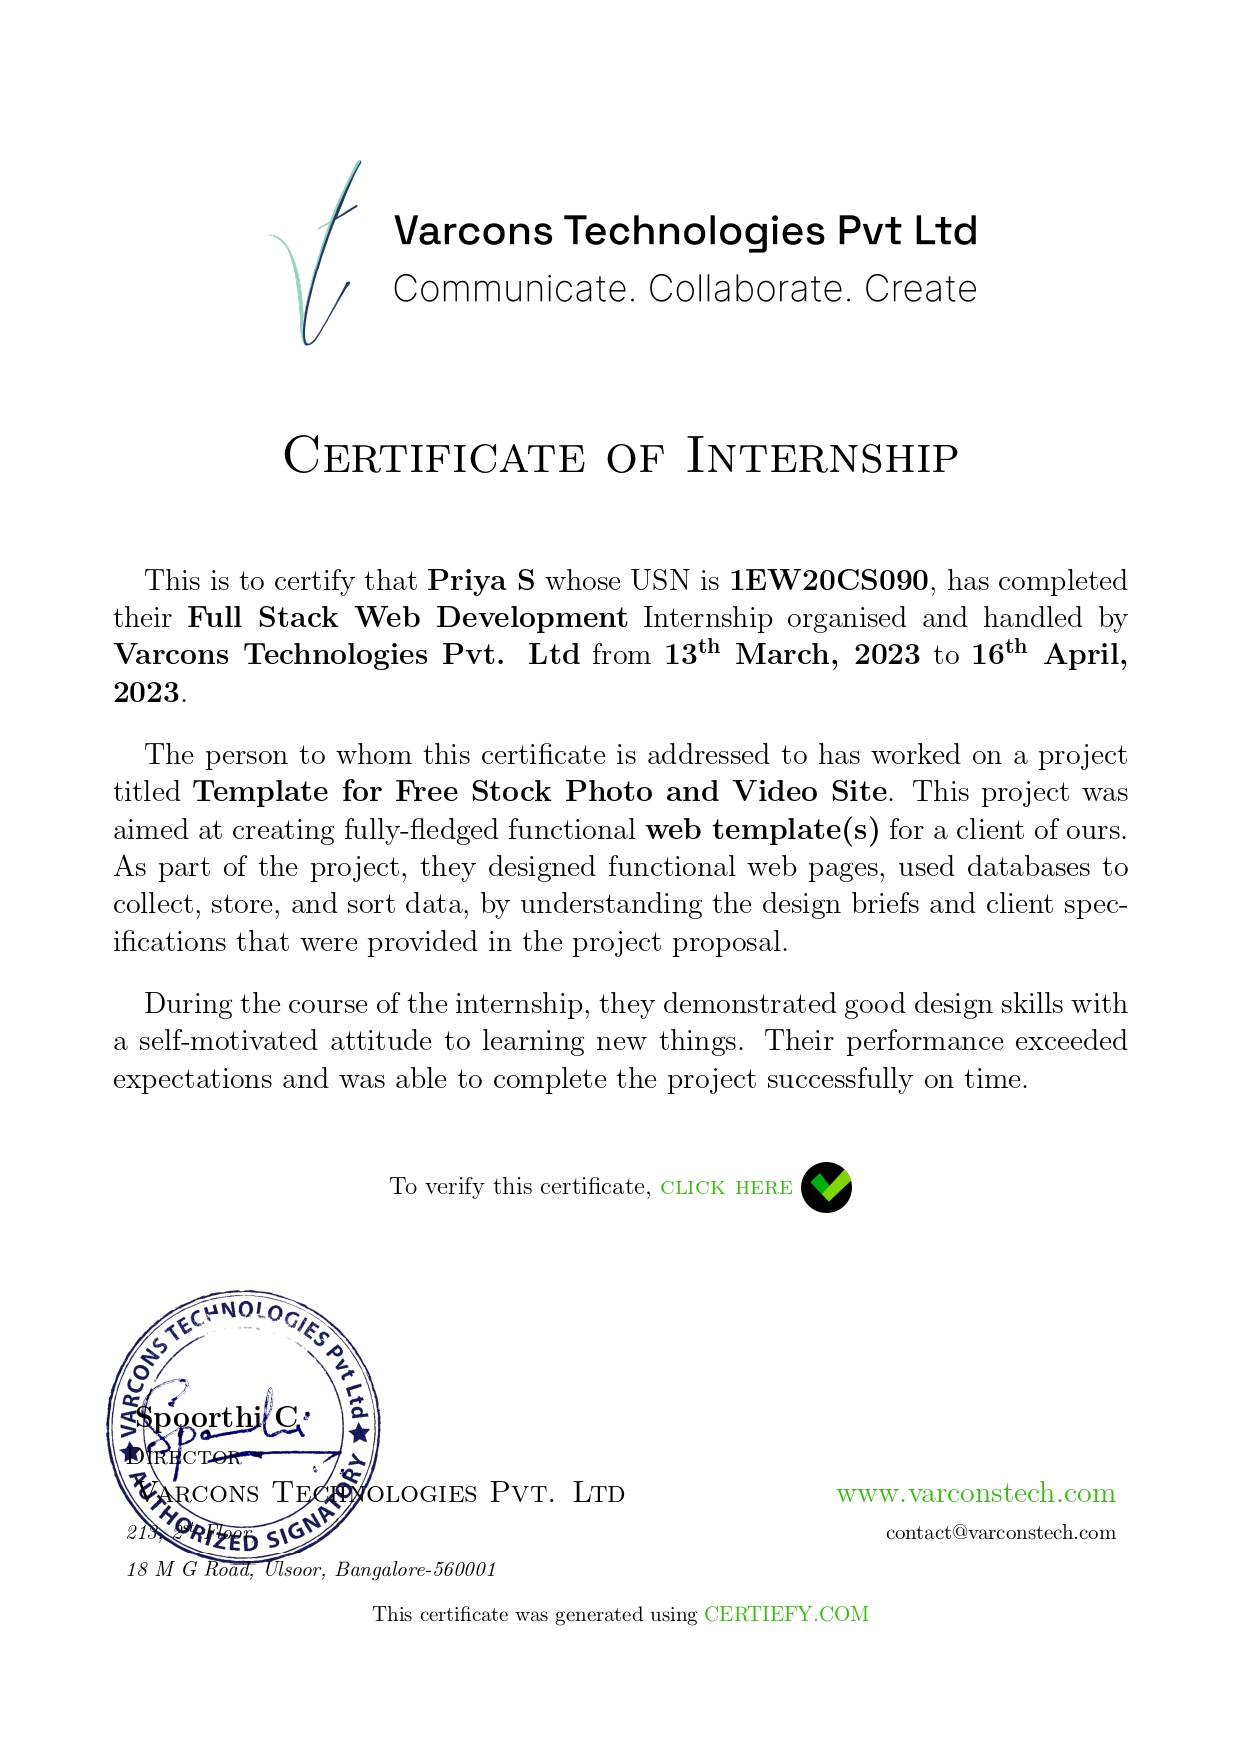 Varcons Technologies Pvt Ltd
Communicate. Collaborate. Create
Certificate of Internship
This is to certify that Priya S whose USN is 1EW20CS090, has completed
their Full Stack Web Development Internship organised and handled by
Varcons Technologies Pvt. Ltd from 13th March, 2023 to 16th April,
2023.
The person to whom this certificate is addressed to has worked on a project
titled Template for Free Stock Photo and Video Site. This project was
aimed at creating fully-fledged functional web template(s) for a client of ours.
As part of the project, they designed functional web pages, used databases to
collect, store, and sort data, by understanding the design briefs and client spec-
ifications that were provided in the project proposal.
During the course of the internship, they demonstrated good design skills with
a self-motivated attitude to learning new things. Their performance exceeded
expectations and was able to complete the project successfully on time.
To verify this certificate, click here
VARCONS TECHNOLOGIES Pvt Ltd
AUTHORIZED SIGNATORY
Spoorthi C
Director
Varcons Technologies Pvt. Ltd
www.varconstech.com
213, 2st Floor,
contact@varconstech.com
18 M G Road, Ulsoor, Bangalore-560001
This certificate was generated using CERTIEFY.COM